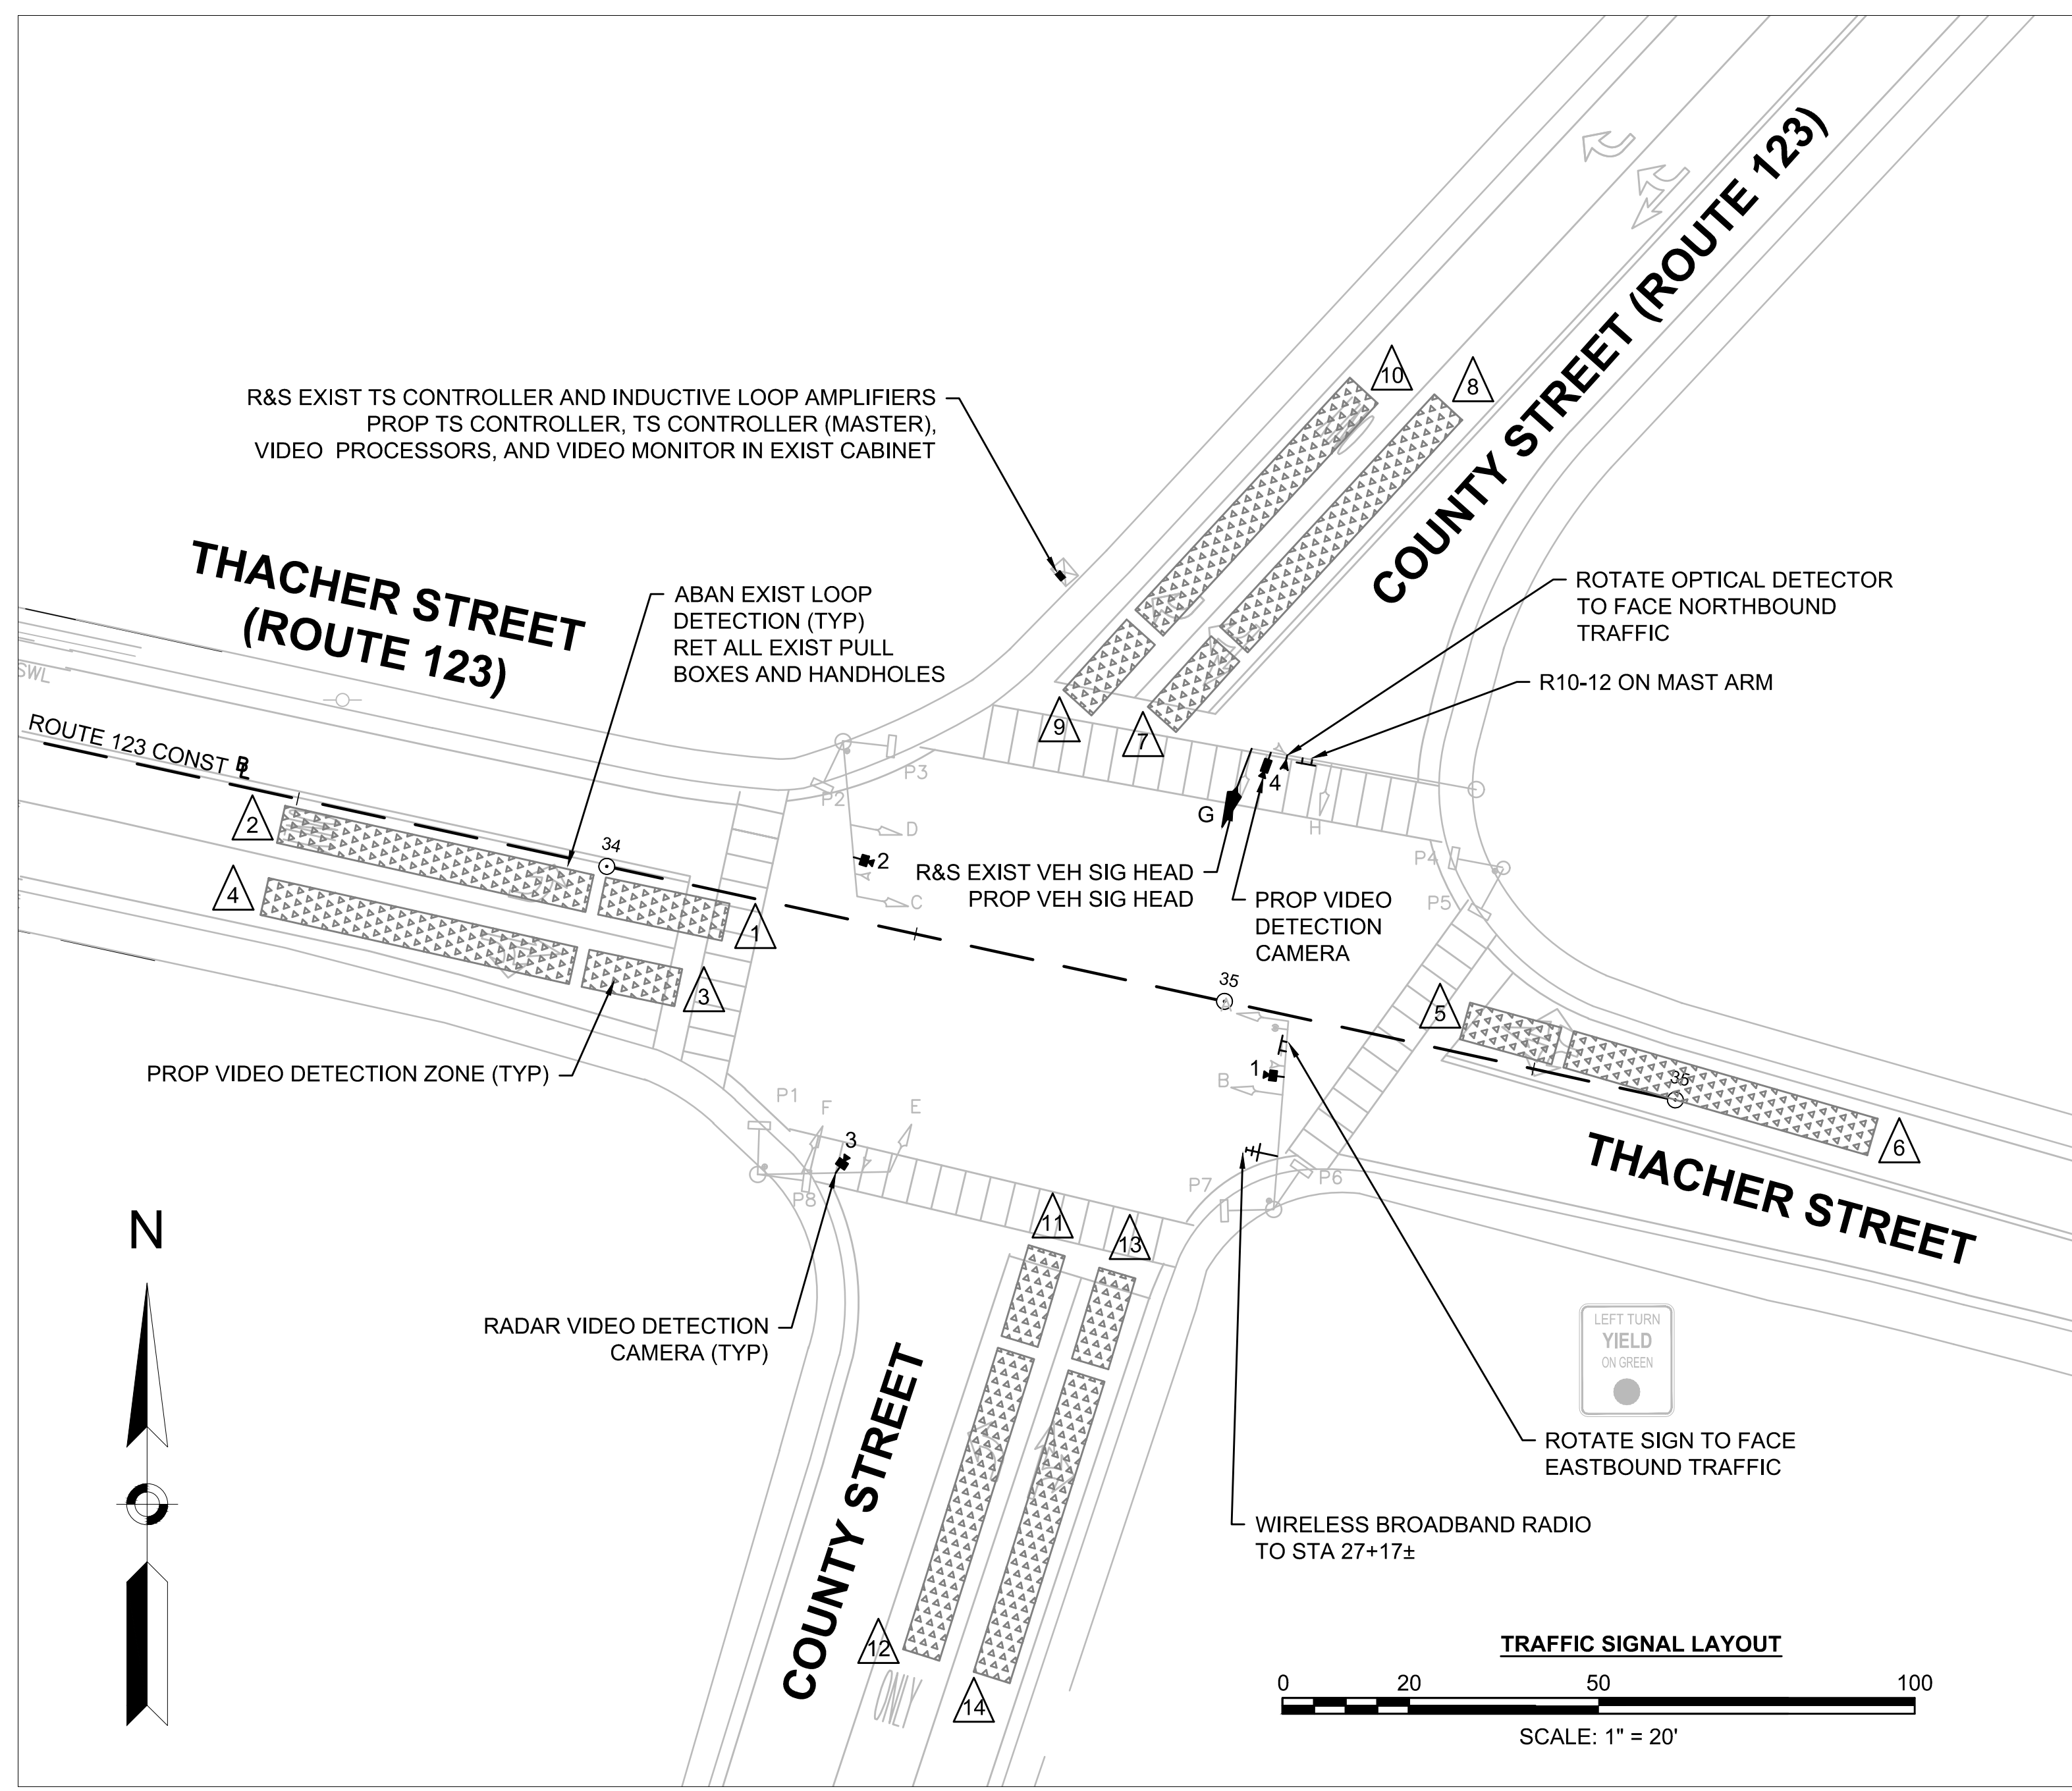 COUNTY STREET (ROUTE 123)
R&S EXIST TS CONTROLLER AND INDUCTIVE LOOP AMPLIFIERS
PROP TS CONTROLLER, TS CONTROLLER (MASTER),
VIDEO PROCESSORS, AND VIDEO MONITOR IN EXIST CABINET
10
8
THACHER STREET
(ROUTE 123)
ABAN EXIST LOOP
DETECTION (TYP)
RET ALL EXIST PULL
BOXES AND HANDHOLES
ROTATE OPTICAL DETECTOR
TO FACE NORTHBOUND
TRAFFIC
R10-12 ON MAST ARM
SWL
ROUTE 123 CONST BL
9
7
P3
P2
4
G
H
2
34
D
2
C
R&S EXIST VEH SIG HEAD
PROP VEH SIG HEAD
PROP VIDEO
DETECTION
CAMERA
P4
P5
4
1
3
35
A
5
PROP VIDEO DETECTION ZONE (TYP)
1
B
35
6
P1
F
E
3
P8
P7
P6
THACHER STREET
N
11
13
RADAR VIDEO DETECTION
CAMERA (TYP)
LEFT TURN
YIELD
ON GREEN
COUNTY STREET
ROTATE SIGN TO FACE
EASTBOUND TRAFFIC
WIRELESS BROADBAND RADIO
TO STA 27+17±
12
ONLY
14
TRAFFIC SIGNAL LAYOUT
0 20 50 100
SCALE: 1" = 20'